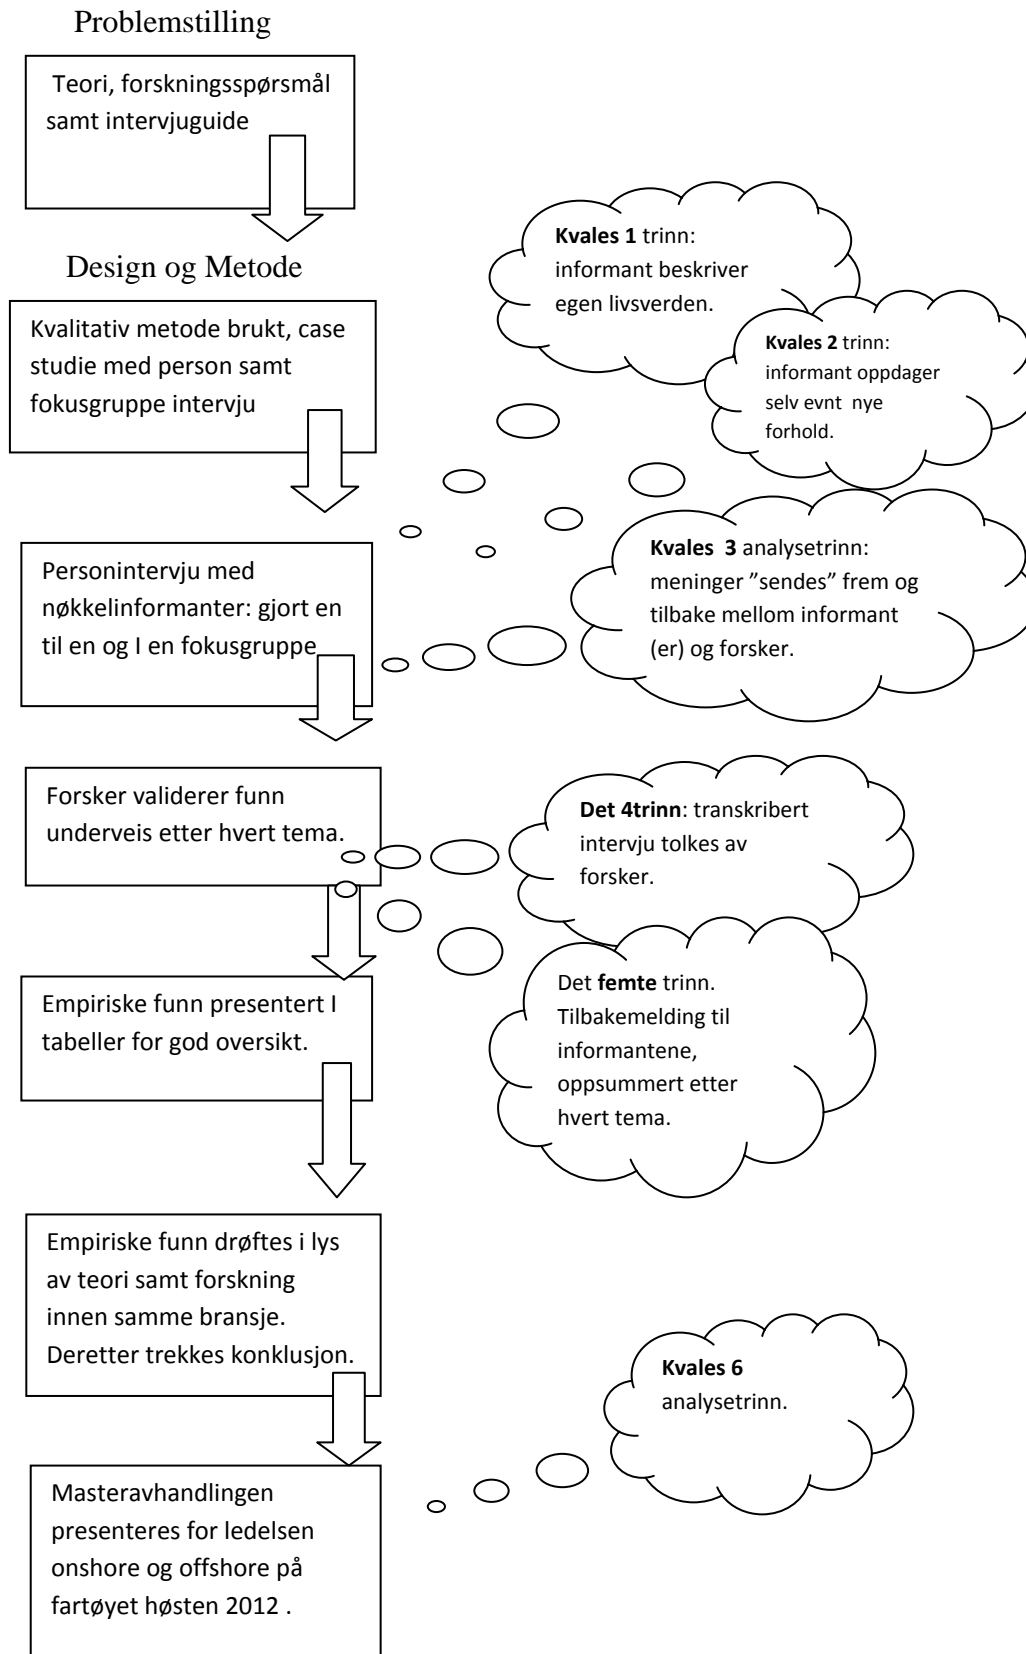 Problemstilling
Teori, forskningsspørsmål
samt intervjuguide
Design og Metode
Kvalitativ metode brukt, case
studie med person samt
fokusgruppe intervju
Kvales 1 trinn:
informant beskriver
egen livsverden.
Kvales 2 trinn:
informant oppdager
selv evnt nye
forhold.
Personintervju med
nøkkelinformanter: gjort en
til en og I en fokusgruppe
Kvales 3 analysetrinn:
meninger ”sendes” frem og
tilbake mellom informant
(er) og forsker.
Forsker validerer funn
underveis etter hvert tema.
Det 4trinn: transkribert
intervju tolkes av
forsker.
Empiriske funn presentert I
tabeller for god oversikt.
Det femte trinn.
Tilbakemelding til
informantene,
oppsummert etter
hvert tema.
Empiriske funn drøftes i lys
av teori samt forskning
innen samme bransje.
Deretter trekkes konklusjon.
Kvales 6
analysetrinn.
Masteravhandlingen
presenteres for ledelsen
onshore og offshore på
fartøyet høsten 2012 .